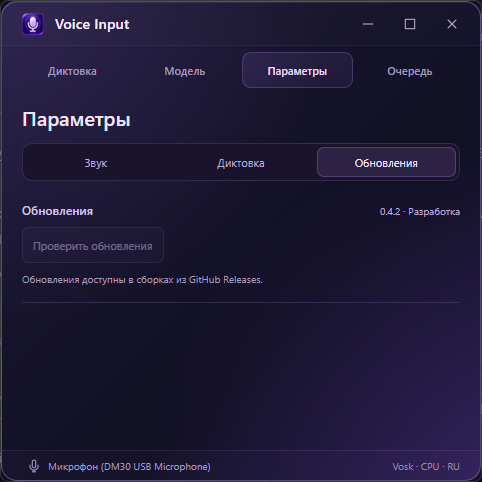 Voice Input
Диктовка
Модель
Параметры
Очередь
Параметры
Звук
Диктовка
Обновления
Обновления
0.4.2 · Разработка
Проверить обновления
Обновления доступны в сборках из GitHub Releases.
Микрофон (DM30 USB Microphone)
Vosk · CPU · RU